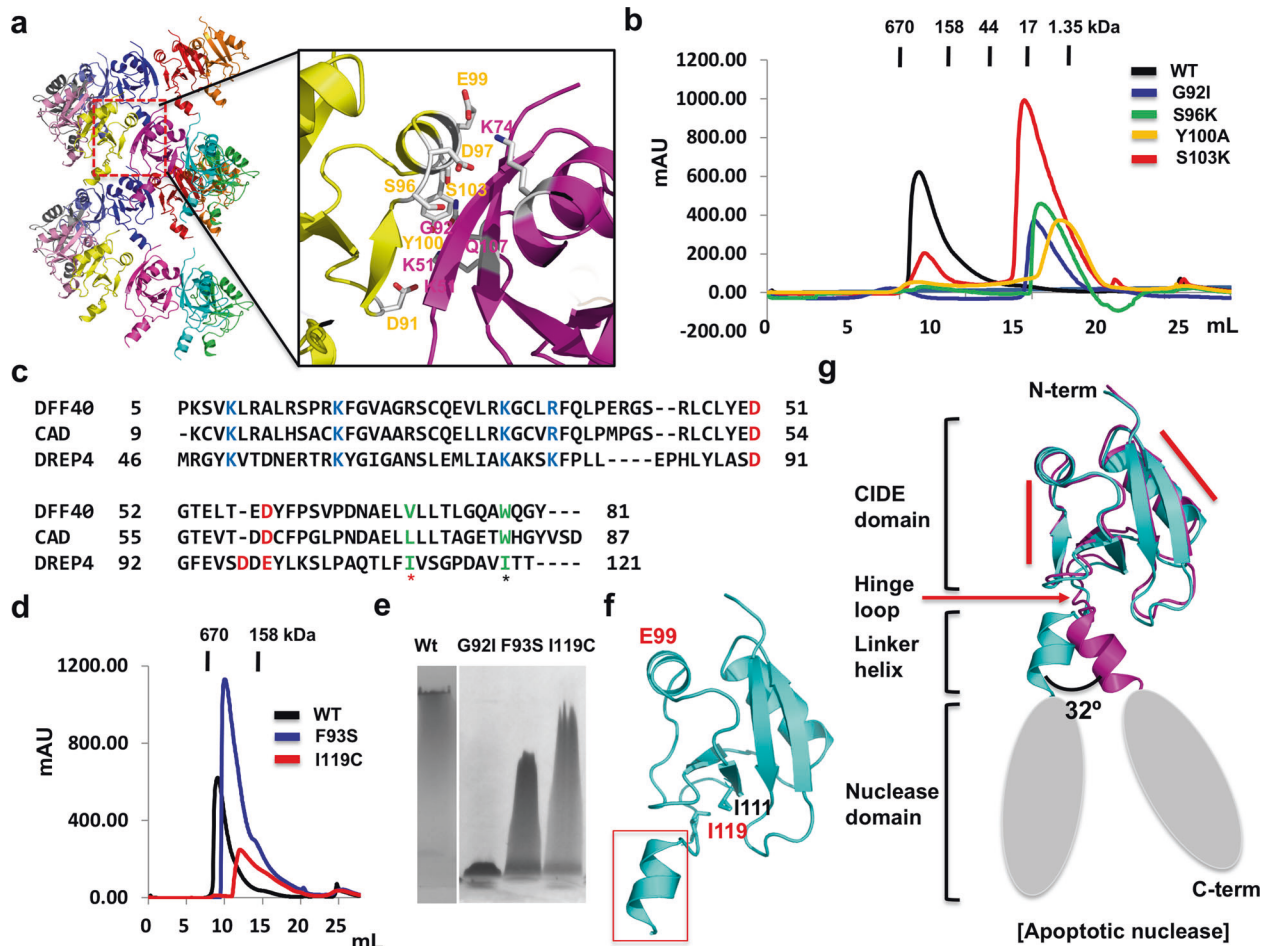 a
E99
K74
D97
S96
S103
G92
Y100
K51
D91
b
670 158 44 17 1.35 kDa
1200.00
1000.00
800.00
600.00
400.00
200.00
0.00
-200.00
mAU
WT
G92I
S96K
Y100A
S103K
0 5 10 15 20 25 mL
c
DFF40 5 PKSVKLRALRSPRKFGVAGRSCQEVLRKGCLRFQLPERGS--RLCLYED 51
CAD 9 -KCVKLRALHSACKFGVAARSCQELLRKGCVRFQLPMPGS--RLCLYED 54
DREP4 46 MRGYKVTDNERTRKYGIGANSLEMLIAKAKSKFPLL----EPHLYLASD 91
DFF40 52 GTELT-EDYFPSVPDNAELVLLTLGQAWQGY--- 81
CAD 55 GTEVT-DDCFPGLPNDAELLLLTAGETWHGYVSD 87
DREP4 92 GFEVSDDEYLKSLPAQTLFIVSGPDAVITT---- 121
* *
d
670 158 kDa
1200.00
800.00
400.00
0.00
mAU
WT
F93S
I119C
0 5 10 15 20 25
mL
e
Wt G92I F93S I119C
f
E99
I111
I119
g
N-term
CIDE domain
Hinge loop
Linker helix
32º
Nuclease domain
C-term
[Apoptotic nuclease]